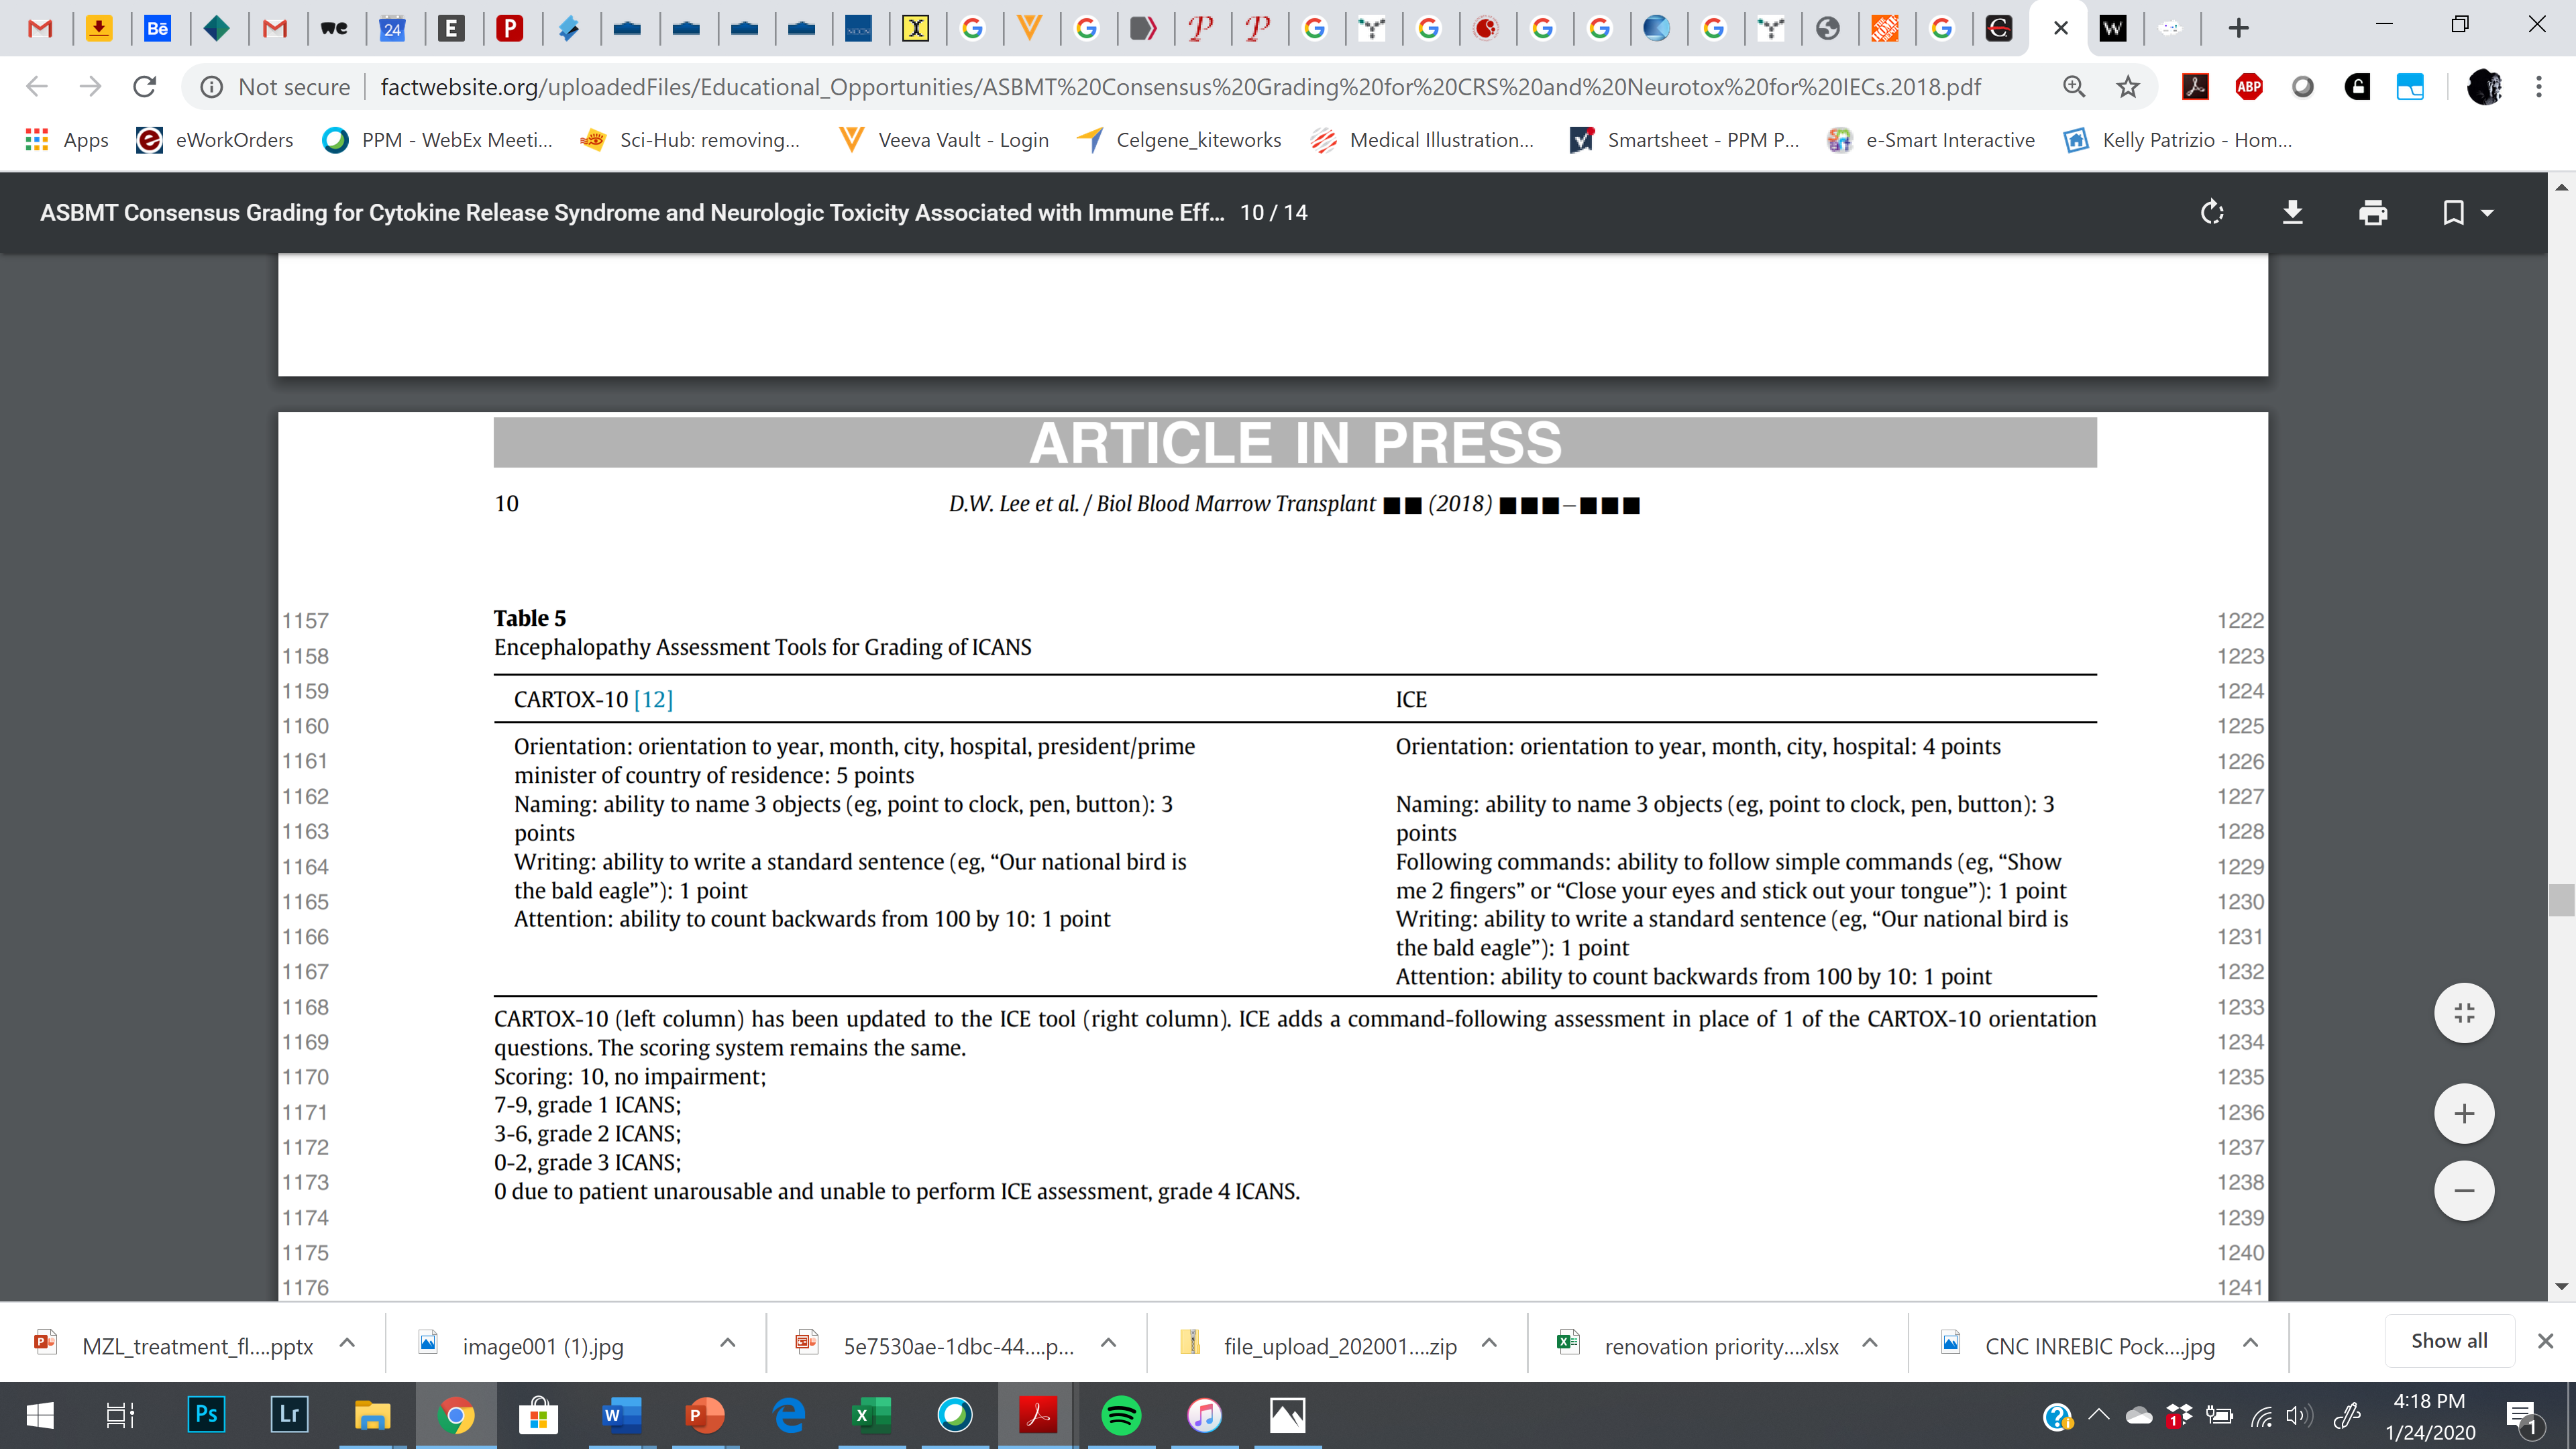 Not secure | factwebsite.org/uploadedFiles/Educational_Opportunities/ASBMT%20Consensus%20Grading%20for%20CRS%20and%20Neurotox%20for%20IECs.2018.pdf
Apps eWorkOrders PPM - WebEx Meeti... Sci-Hub: removing... Veeva Vault - Login Celgene_kiteworks Medical Illustration... Smartsheet - PPM P... e-Smart Interactive Kelly Patrizio - Hom...
ASBMT Consensus Grading for Cytokine Release Syndrome and Neurologic Toxicity Associated with Immune Eff... 10 / 14
ARTICLE IN PRESS
10 D.W. Lee et al. / Biol Blood Marrow Transplant ■■ (2018) ■■■–■■■
Table 5
Encephalopathy Assessment Tools for Grading of ICANS
CARTOX-10 [12] ICE
Orientation: orientation to year, month, city, hospital, president/prime
minister of country of residence: 5 points
Naming: ability to name 3 objects (eg, point to clock, pen, button): 3
points
Writing: ability to write a standard sentence (eg, “Our national bird is
the bald eagle”): 1 point
Attention: ability to count backwards from 100 by 10: 1 point
Orientation: orientation to year, month, city, hospital: 4 points
Naming: ability to name 3 objects (eg, point to clock, pen, button): 3
points
Following commands: ability to follow simple commands (eg, “Show
me 2 fingers” or “Close your eyes and stick out your tongue”): 1 point
Writing: ability to write a standard sentence (eg, “Our national bird is
the bald eagle”): 1 point
Attention: ability to count backwards from 100 by 10: 1 point
CARTOX-10 (left column) has been updated to the ICE tool (right column). ICE adds a command-following assessment in place of 1 of the CARTOX-10 orientation
questions. The scoring system remains the same.
Scoring: 10, no impairment;
7-9, grade 1 ICANS;
3-6, grade 2 ICANS;
0-2, grade 3 ICANS;
0 due to patient unarousable and unable to perform ICE assessment, grade 4 ICANS.
1157
1158
1159
1160
1161
1162
1163
1164
1165
1166
1167
1168
1169
1170
1171
1172
1173
1174
1175
1176
1222
1223
1224
1225
1226
1227
1228
1229
1230
1231
1232
1233
1234
1235
1236
1237
1238
1239
1240
1241
MZL_treatment_fl....pptx image001 (1).jpg 5e7530ae-1dbc-44....p... file_upload_202001....zip renovation priority....xlsx CNC INREBIC Pock....jpg Show all
Ps Lr
4:18 PM
1/24/2020